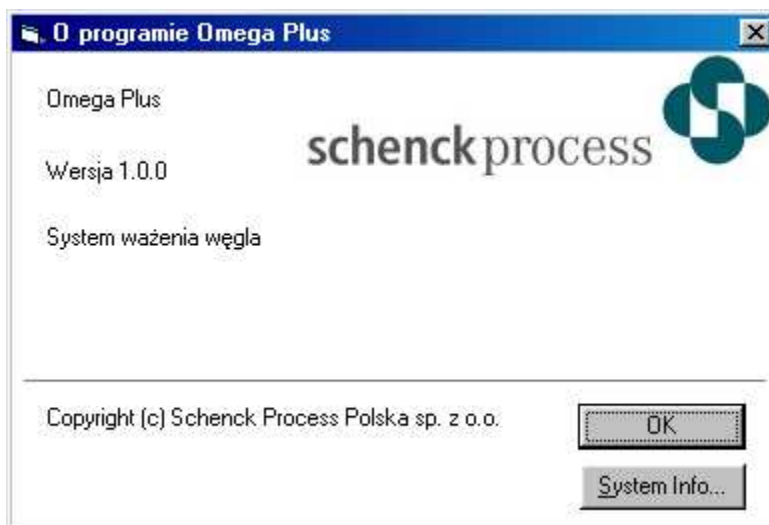 O programie Omega Plus
Omega Plus
schenck process
Wersja 1.0.0
System ważenia węgla
Copyright (c) Schenck Process Polska sp. z o.o.
OK
System Info...